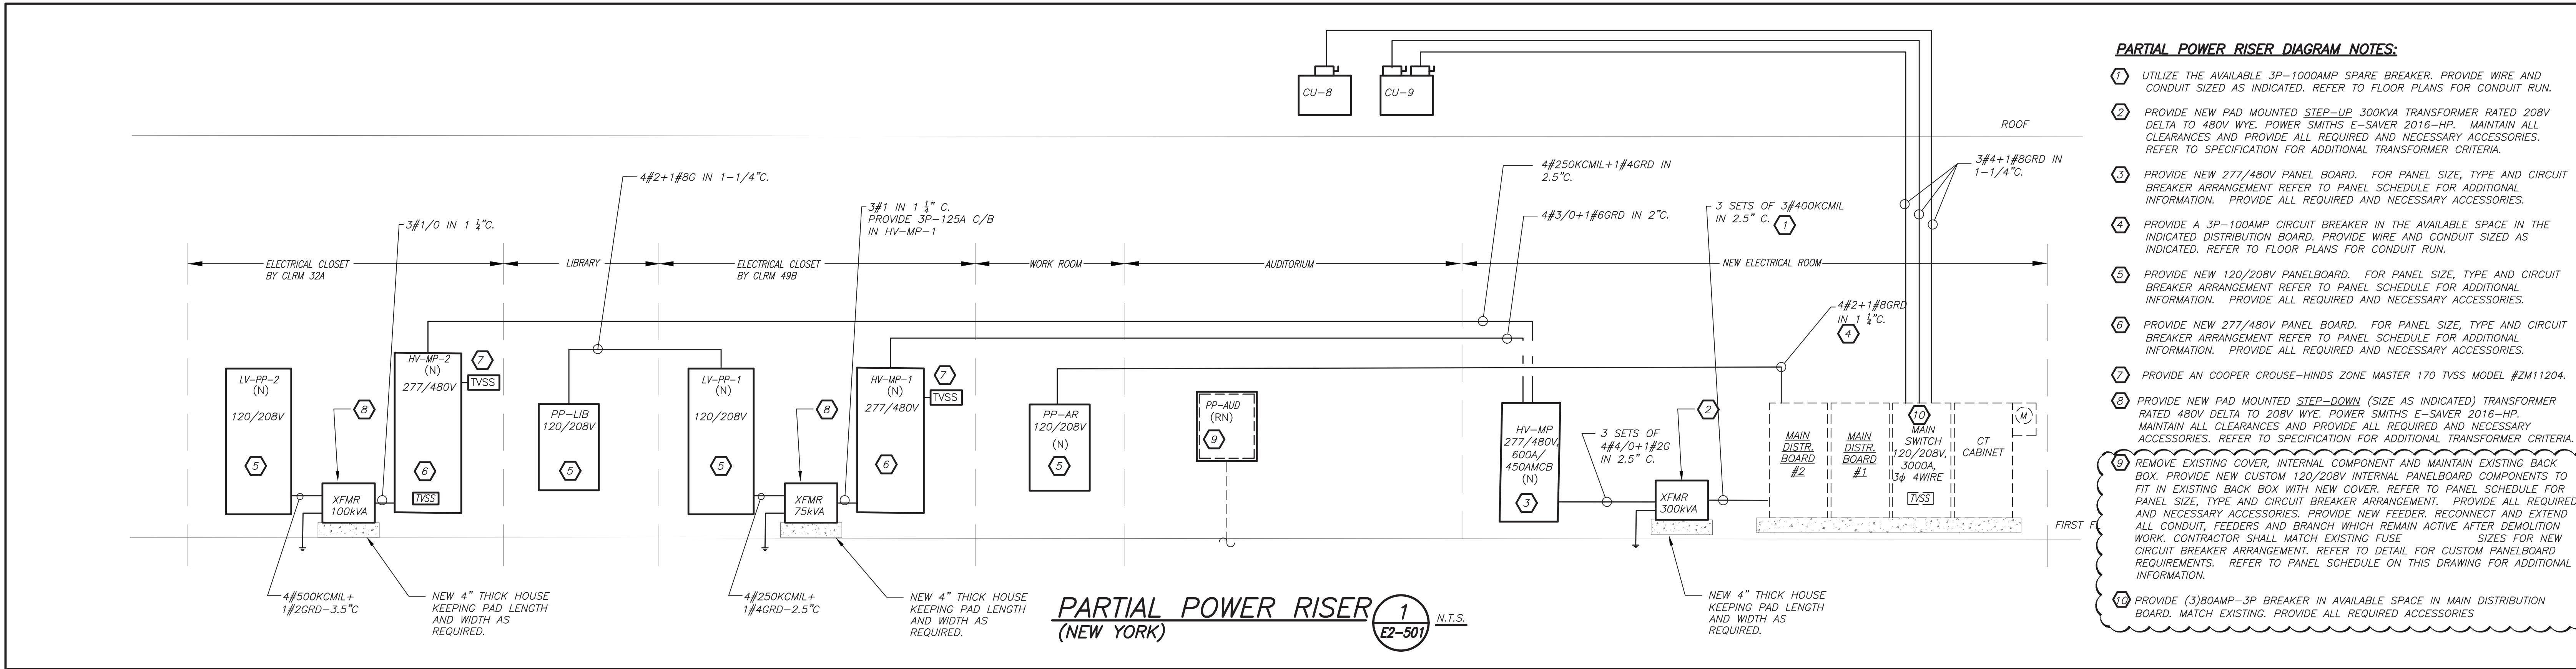 CU-8
CU-9
ROOF
4#250KCMIL+1#4GRD IN
2.5"C.
3#4+1#8GRD IN
1-1/4"C.
4#2+1#8G IN 1-1/4"C.
3#1/0 IN 1 1/4"C.
3#1 IN 1 1/4" C.
PROVIDE 3P-125A C/B
IN HV-MP-1
4#3/0+1#6GRD IN 2"C.
3 SETS OF 3#400KCMIL
IN 2.5" C.
1
ELECTRICAL CLOSET
BY CLRM 32A
LIBRARY
ELECTRICAL CLOSET
BY CLRM 49B
WORK ROOM
AUDITORIUM
NEW ELECTRICAL ROOM
4#2+1#8GRD
IN 1 1/4"C.
4
LV-PP-2
(N)
120/208V
5
8
XFMR
100kVA
HV-MP-2
(N)
277/480V
6
TVSS
7
TVSS
PP-LIB
120/208V
5
LV-PP-1
(N)
120/208V
5
8
XFMR
75kVA
HV-MP-1
(N)
277/480V
6
7
TVSS
PP-AR
120/208V
(N)
5
PP-AUD
(RN)
9
HV-MP
277/480V,
600A/
450AMCB
(N)
3
3 SETS OF
4#4/0+1#2G
IN 2.5" C.
2
XFMR
300kVA
MAIN
DISTR.
BOARD
#2
MAIN
DISTR.
BOARD
#1
10
MAIN
SWITCH
120/208V,
3000A,
3ϕ 4WIRE
TVSS
CT
CABINET
M
FIRST F
4#500KCMIL+
1#2GRD-3.5"C
NEW 4" THICK HOUSE
KEEPING PAD LENGTH
AND WIDTH AS
REQUIRED.
4#250KCMIL+
1#4GRD-2.5"C
NEW 4" THICK HOUSE
KEEPING PAD LENGTH
AND WIDTH AS
REQUIRED.
NEW 4" THICK HOUSE
KEEPING PAD LENGTH
AND WIDTH AS
REQUIRED.
PARTIAL POWER RISER
(NEW YORK)
1
E2-501
N.T.S.
PARTIAL POWER RISER DIAGRAM NOTES:
1 UTILIZE THE AVAILABLE 3P-1000AMP SPARE BREAKER. PROVIDE WIRE AND
CONDUIT SIZED AS INDICATED. REFER TO FLOOR PLANS FOR CONDUIT RUN.
2 PROVIDE NEW PAD MOUNTED STEP-UP 300KVA TRANSFORMER RATED 208V
DELTA TO 480V WYE. POWER SMITHS E-SAVER 2016-HP. MAINTAIN ALL
CLEARANCES AND PROVIDE ALL REQUIRED AND NECESSARY ACCESSORIES.
REFER TO SPECIFICATION FOR ADDITIONAL TRANSFORMER CRITERIA.
3 PROVIDE NEW 277/480V PANEL BOARD. FOR PANEL SIZE, TYPE AND CIRCUIT
BREAKER ARRANGEMENT REFER TO PANEL SCHEDULE FOR ADDITIONAL
INFORMATION. PROVIDE ALL REQUIRED AND NECESSARY ACCESSORIES.
4 PROVIDE A 3P-100AMP CIRCUIT BREAKER IN THE AVAILABLE SPACE IN THE
INDICATED DISTRIBUTION BOARD. PROVIDE WIRE AND CONDUIT SIZED AS
INDICATED. REFER TO FLOOR PLANS FOR CONDUIT RUN.
5 PROVIDE NEW 120/208V PANELBOARD. FOR PANEL SIZE, TYPE AND CIRCUIT
BREAKER ARRANGEMENT REFER TO PANEL SCHEDULE FOR ADDITIONAL
INFORMATION. PROVIDE ALL REQUIRED AND NECESSARY ACCESSORIES.
6 PROVIDE NEW 277/480V PANEL BOARD. FOR PANEL SIZE, TYPE AND CIRCUIT
BREAKER ARRANGEMENT REFER TO PANEL SCHEDULE FOR ADDITIONAL
INFORMATION. PROVIDE ALL REQUIRED AND NECESSARY ACCESSORIES.
7 PROVIDE AN COOPER CROUSE-HINDS ZONE MASTER 170 TVSS MODEL #ZM11204.
8 PROVIDE NEW PAD MOUNTED STEP-DOWN (SIZE AS INDICATED) TRANSFORMER
RATED 480V DELTA TO 208V WYE. POWER SMITHS E-SAVER 2016-HP.
MAINTAIN ALL CLEARANCES AND PROVIDE ALL REQUIRED AND NECESSARY
ACCESSORIES. REFER TO SPECIFICATION FOR ADDITIONAL TRANSFORMER CRITERIA.
9 REMOVE EXISTING COVER, INTERNAL COMPONENT AND MAINTAIN EXISTING BACK
BOX. PROVIDE NEW CUSTOM 120/208V INTERNAL PANELBOARD COMPONENTS TO
FIT IN EXISTING BACK BOX WITH NEW COVER. REFER TO PANEL SCHEDULE FOR
PANEL SIZE, TYPE AND CIRCUIT BREAKER ARRANGEMENT. PROVIDE ALL REQUIRED
AND NECESSARY ACCESSORIES. PROVIDE NEW FEEDER. RECONNECT AND EXTEND
ALL CONDUIT, FEEDERS AND BRANCH WHICH REMAIN ACTIVE AFTER DEMOLITION
WORK. CONTRACTOR SHALL MATCH EXISTING FUSE SIZES FOR NEW
CIRCUIT BREAKER ARRANGEMENT. REFER TO DETAIL FOR CUSTOM PANELBOARD
REQUIREMENTS. REFER TO PANEL SCHEDULE ON THIS DRAWING FOR ADDITIONAL
INFORMATION.
10 PROVIDE (3)80AMP-3P BREAKER IN AVAILABLE SPACE IN MAIN DISTRIBUTION
BOARD. MATCH EXISTING. PROVIDE ALL REQUIRED ACCESSORIES